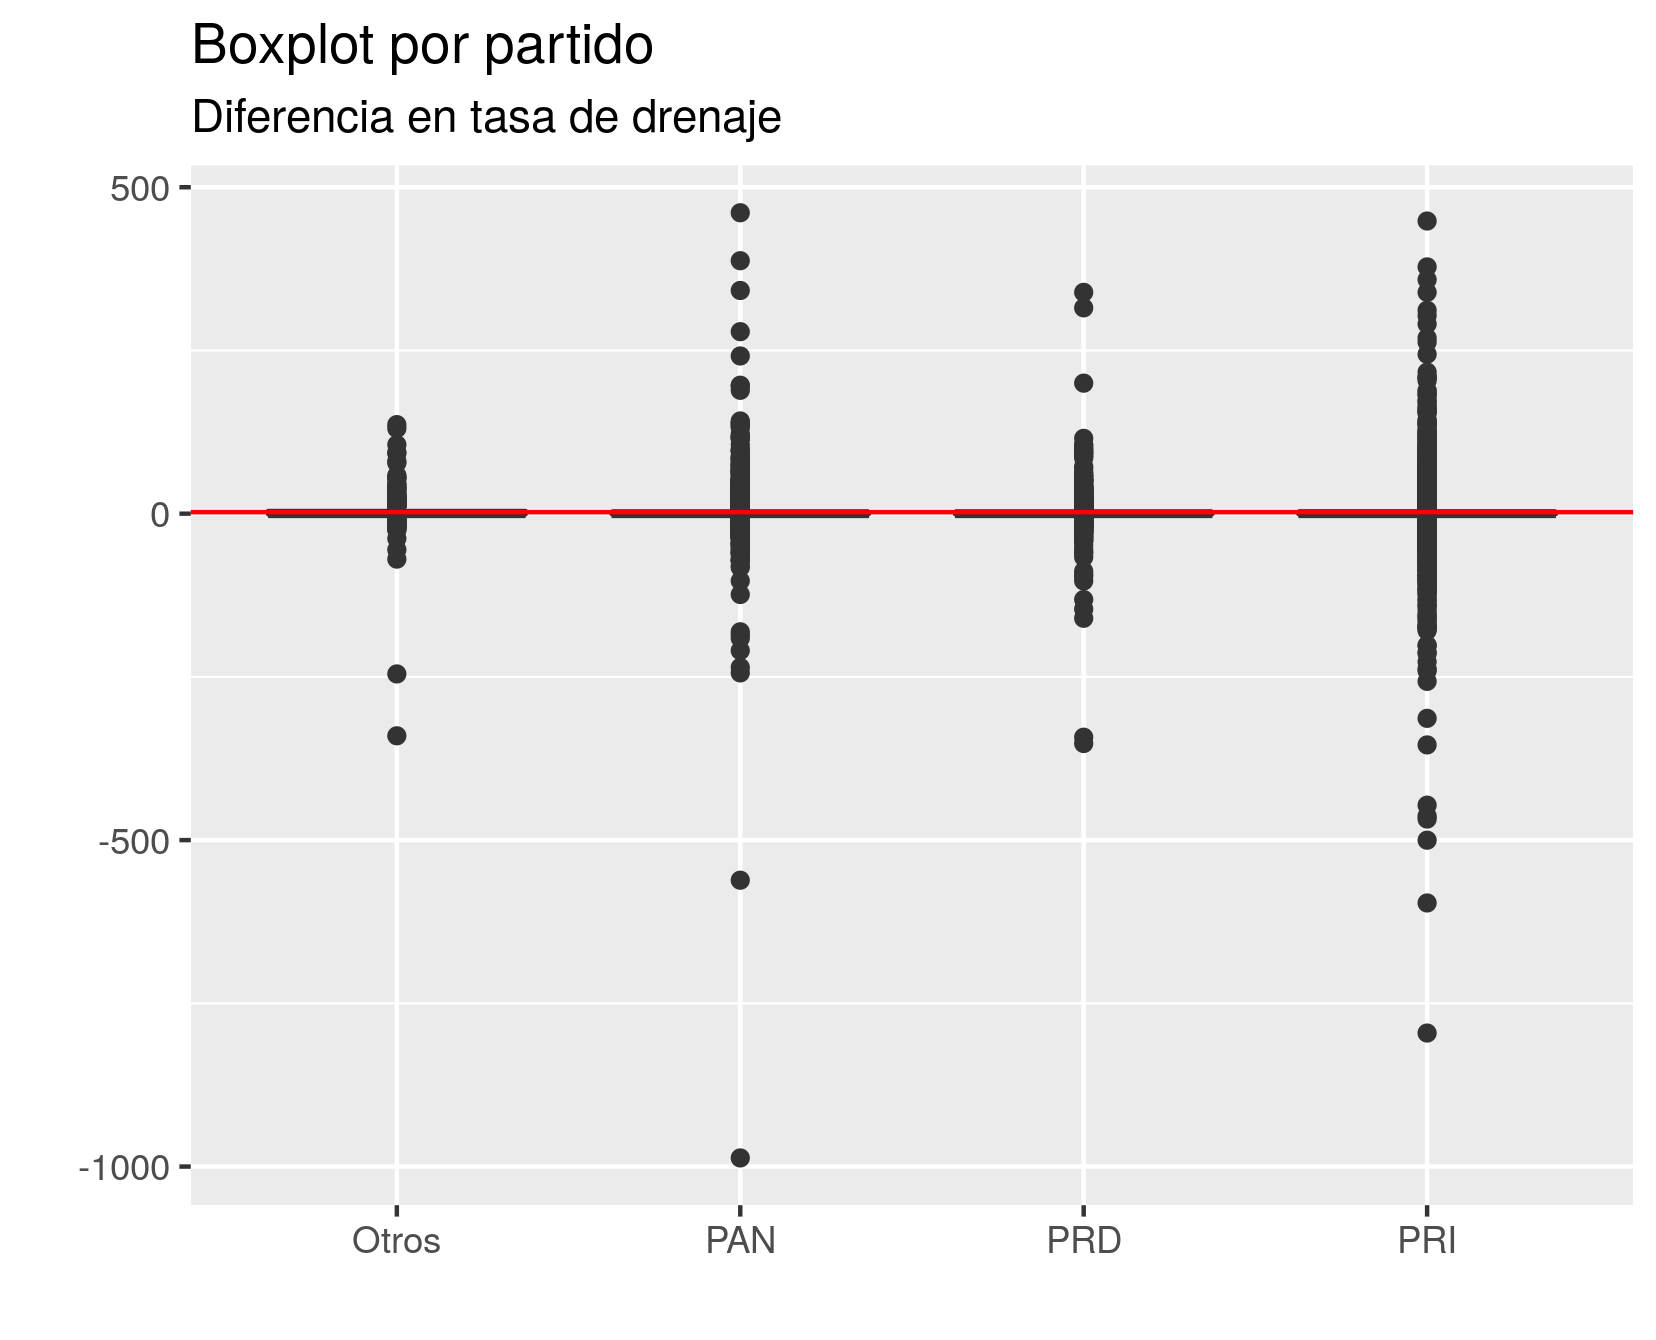 Boxplot por partido
Diferencia en tasa de drenaje
500
0
-500
-1000
Otros PAN PRD PRI